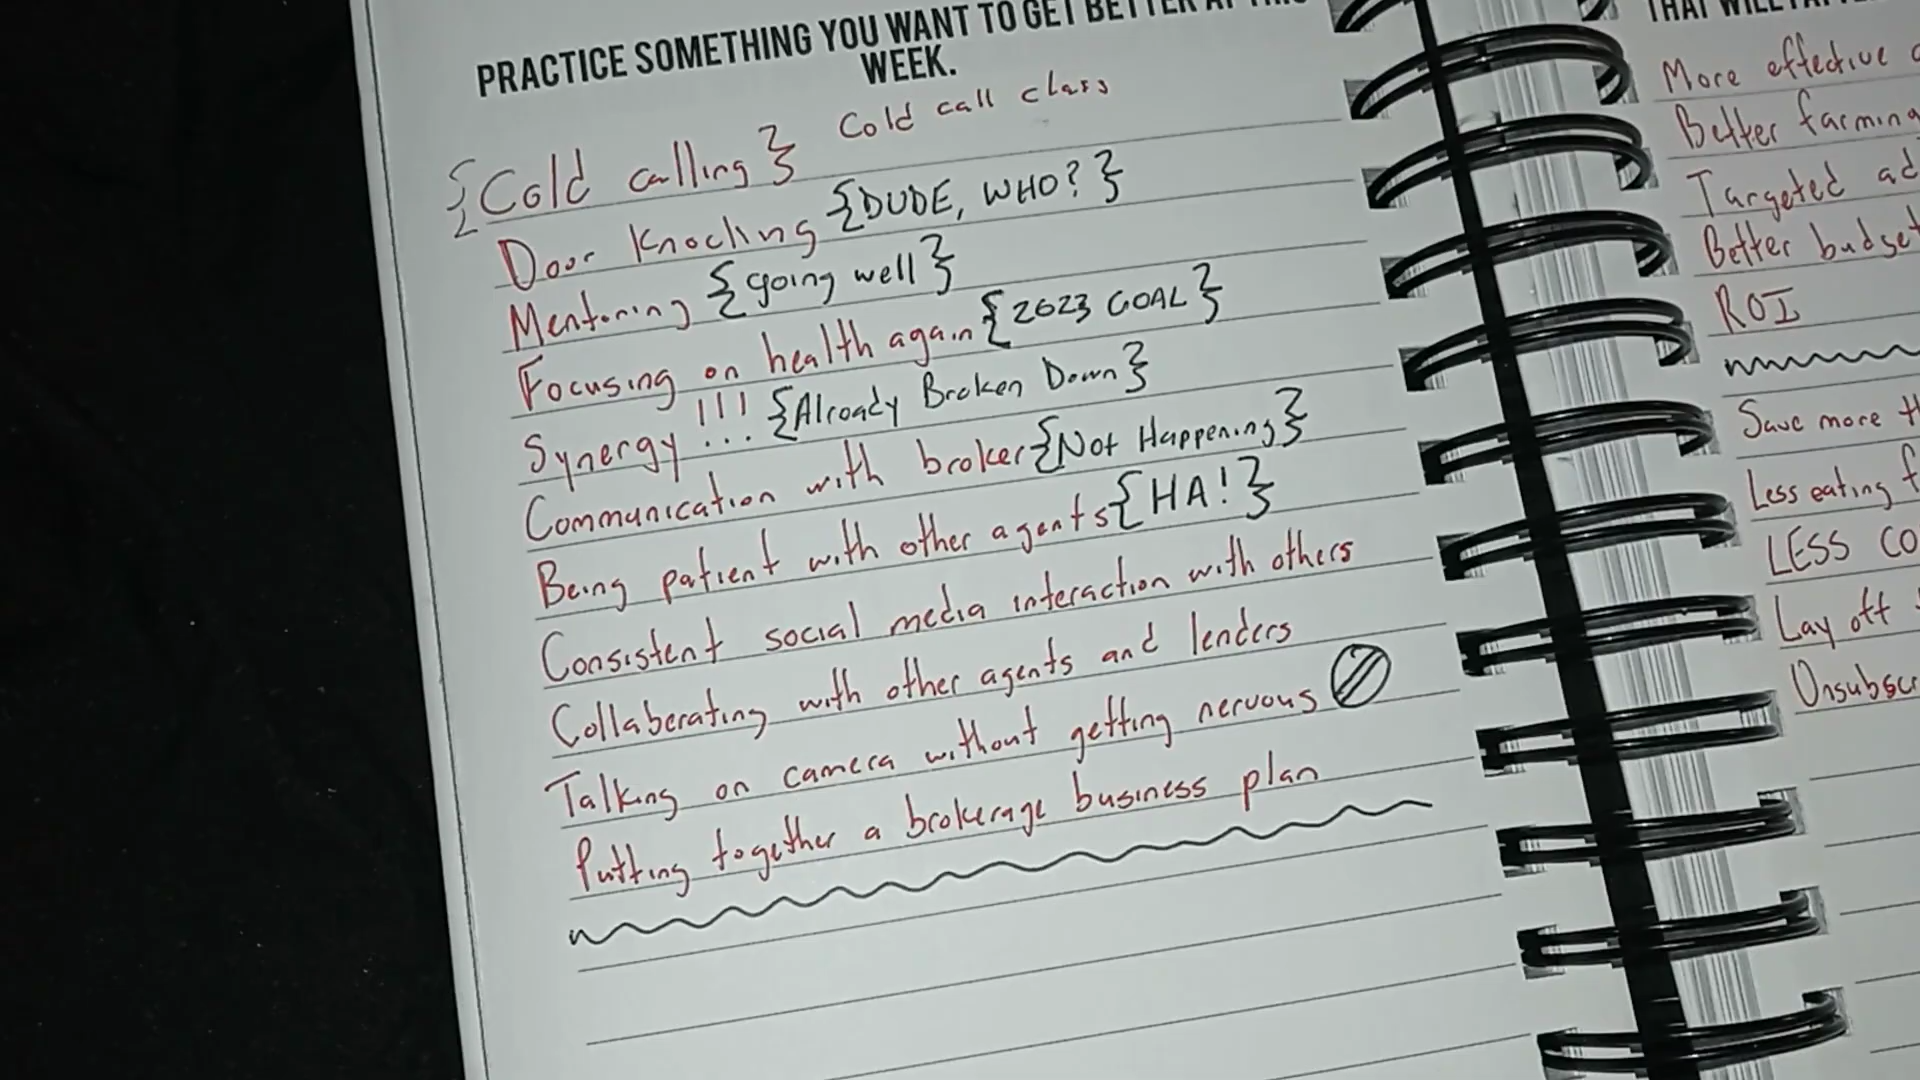 PRACTICE SOMETHING YOU WANT TO GET BETTER AT THIS
WEEK.
{Cold calling} Cold call class
Door Knocking {DUDE, WHO?}
Mentoring {going well}
Focusing on health again {2023 GOAL}
Synergy!!! {Already Broken Down}
Communication with broker {Not Happening}
Being patient with other agents {HA!}
Consistent social media interaction with others
Collaberating with other agents and lenders
Talking on camera without getting nervous
Putting together a brokerage business plan
THAT WILL
More effective
Better farming
Targeted ad
Better budget
ROI
Save more
Less eating
LESS
Lay off
Unsubscr